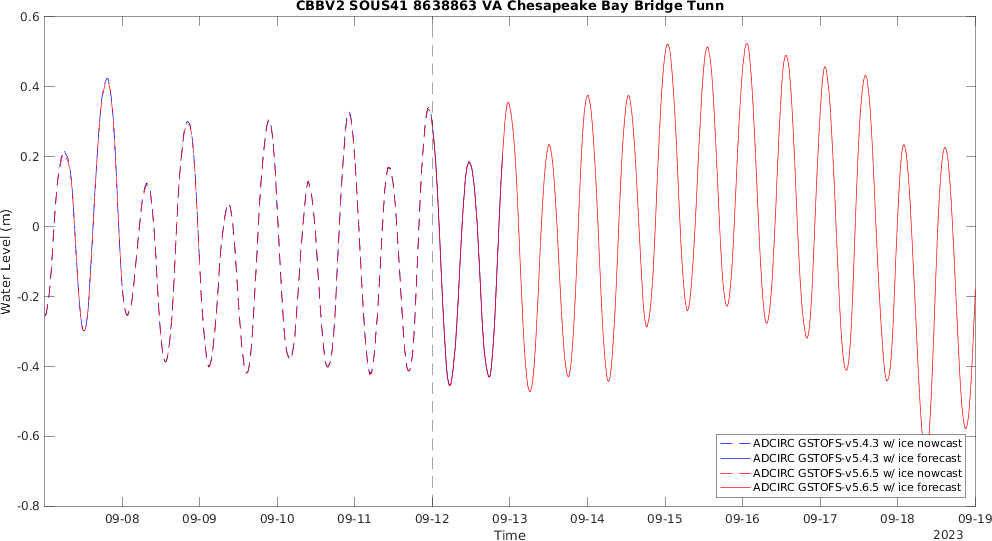 CBBV2 SOUS41 8638863 VA Chesapeake Bay Bridge Tunn
0.6
0.4
0.2
0
-0.2
-0.4
-0.6
-0.8
Water Level (m)
ADCIRC GSTOFS-v5.4.3 w/ ice nowcast
ADCIRC GSTOFS-v5.4.3 w/ ice forecast
ADCIRC GSTOFS-v5.6.5 w/ ice nowcast
ADCIRC GSTOFS-v5.6.5 w/ ice forecast
09-08 09-09 09-10 09-11 09-12 09-13 09-14 09-15 09-16 09-17 09-18 09-19
Time
2023